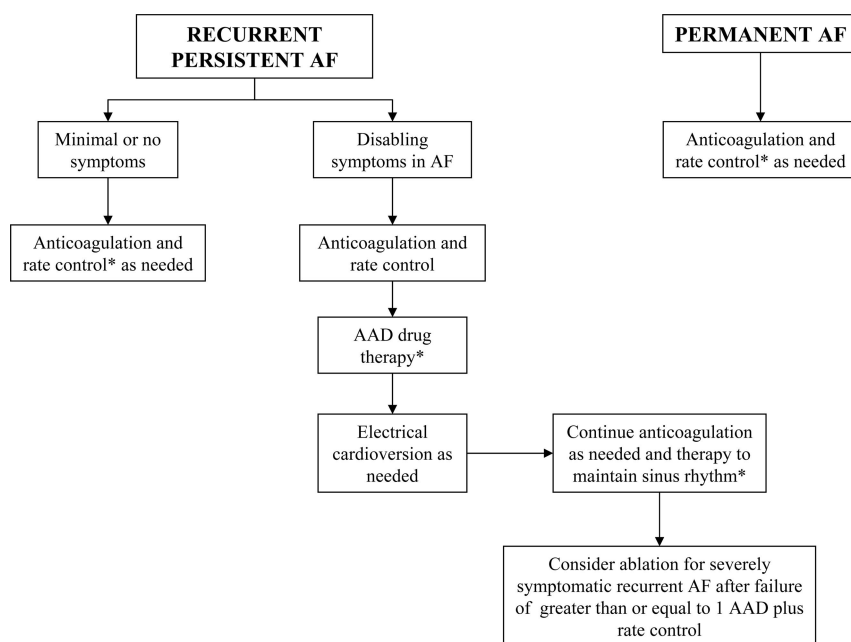 RECURRENT
PERSISTENT AF
PERMANENT AF
Minimal or no
symptoms
Disabling
symptoms in AF
Anticoagulation and
rate control* as needed
Anticoagulation and
rate control* as needed
Anticoagulation and
rate control
AAD drug
therapy*
Electrical
cardioversion as
needed
Continue anticoagulation
as needed and therapy to
maintain sinus rhythm*
Consider ablation for severely
symptomatic recurrent AF after failure
of greater than or equal to 1 AAD plus
rate control